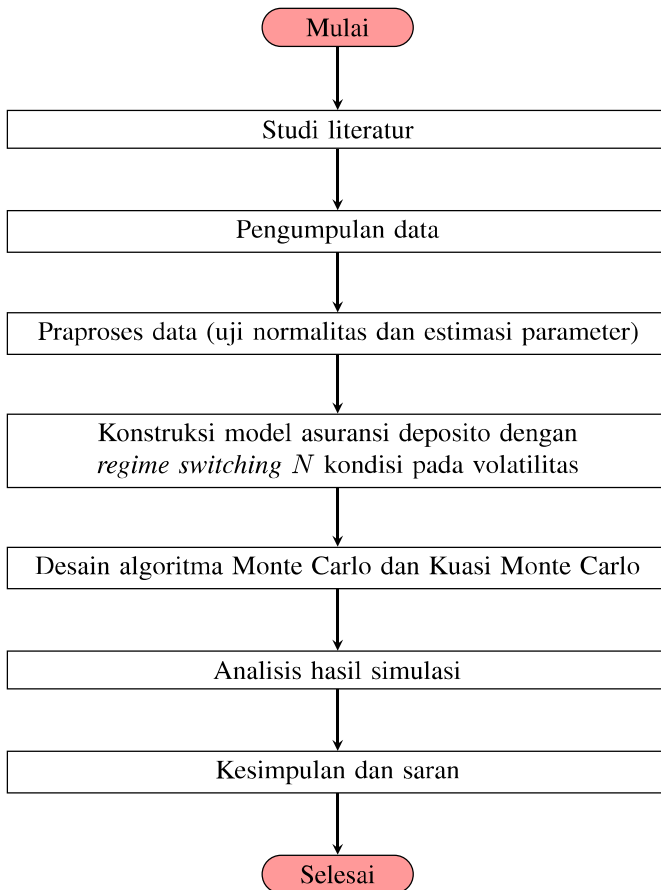 Mulai
Studi literatur
Pengumpulan data
Praproses data (uji normalitas dan estimasi parameter)
Konstruksi model asuransi deposito dengan
regime switching N kondisi pada volatilitas
Desain algoritma Monte Carlo dan Kuasi Monte Carlo
Analisis hasil simulasi
Kesimpulan dan saran
Selesai